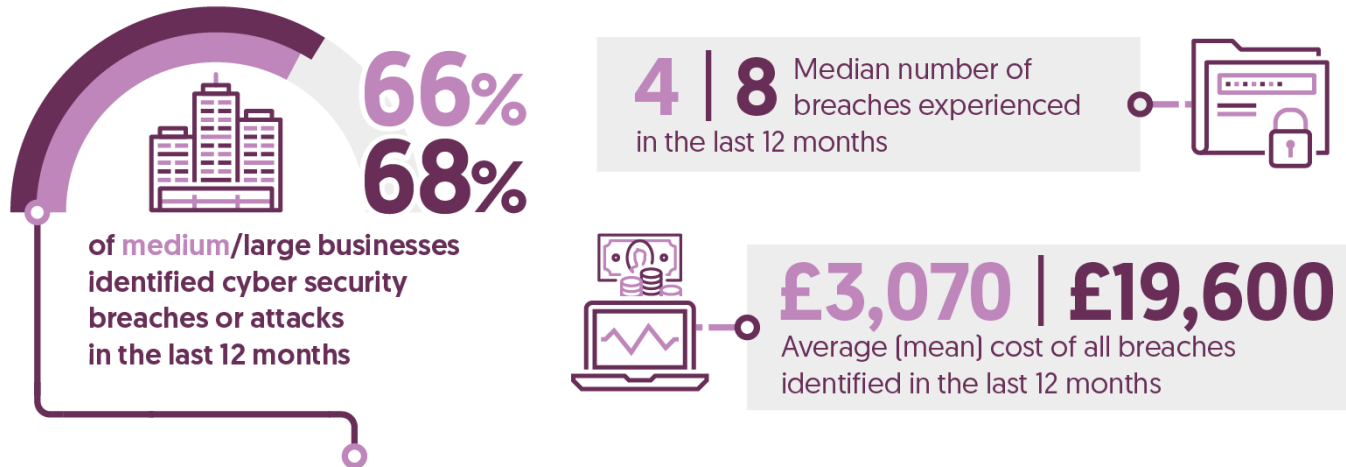 66%
68%
of medium/large businesses
identified cyber security
breaches or attacks
in the last 12 months
4 | 8 Median number of
breaches experienced
in the last 12 months
£3,070 | £19,600
Average (mean) cost of all breaches
identified in the last 12 months